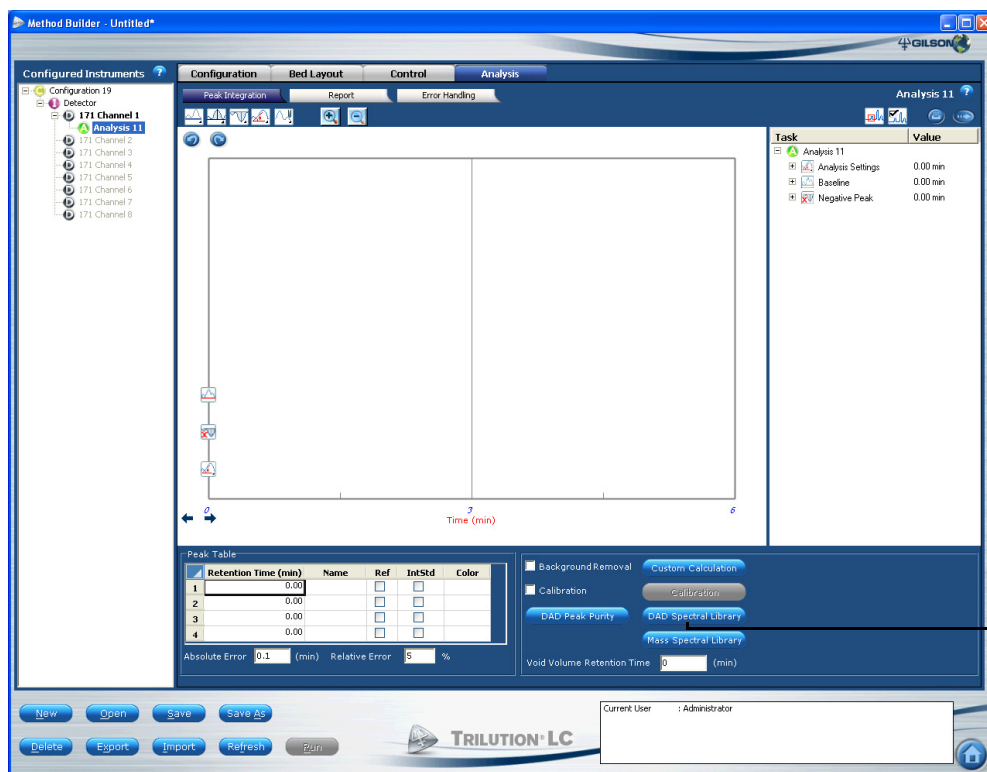 Method Builder - Untitled*
GILSON
Configured Instruments ?
Configuration Bed Layout Control Analysis
Configuration 19
Detector
171 Channel 1
Analysis 11
171 Channel 2
171 Channel 3
171 Channel 4
171 Channel 5
171 Channel 6
171 Channel 7
171 Channel 8
Peak Integration Report Error Handling
Analysis 11 ?
Task Value
Analysis 11
Analysis Settings 0.00 min
Baseline 0.00 min
Negative Peak 0.00 min
0 3 6
Time (min)
Peak Table
Retention Time (min) Name Ref IntStd Color
1 0.00
2 0.00
3 0.00
4 0.00
Absolute Error 0.1 (min) Relative Error 5 %
Background Removal Custom Calculation
Calibration Calibration
DAD Peak Purity DAD Spectral Library
Mass Spectral Library
Void Volume Retention Time 0 (min)
New Open Save Save As
Delete Export Import Refresh Run
TRILUTION LC
Current User : Administrator